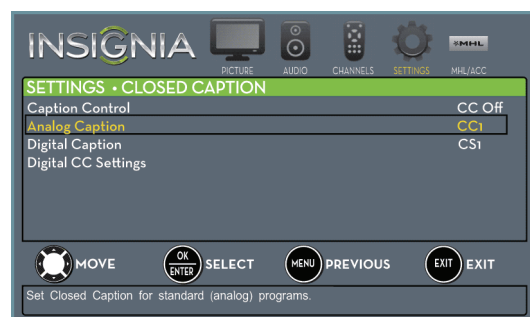 INSIGNIA
PICTURE AUDIO CHANNELS SETTINGS MHL MHL/ACC
SETTINGS • CLOSED CAPTION
Caption Control CC Off
Analog Caption CC1
Digital Caption CS1
Digital CC Settings
MOVE OK ENTER SELECT MENU PREVIOUS EXIT EXIT
Set Closed Caption for standard (analog) programs.